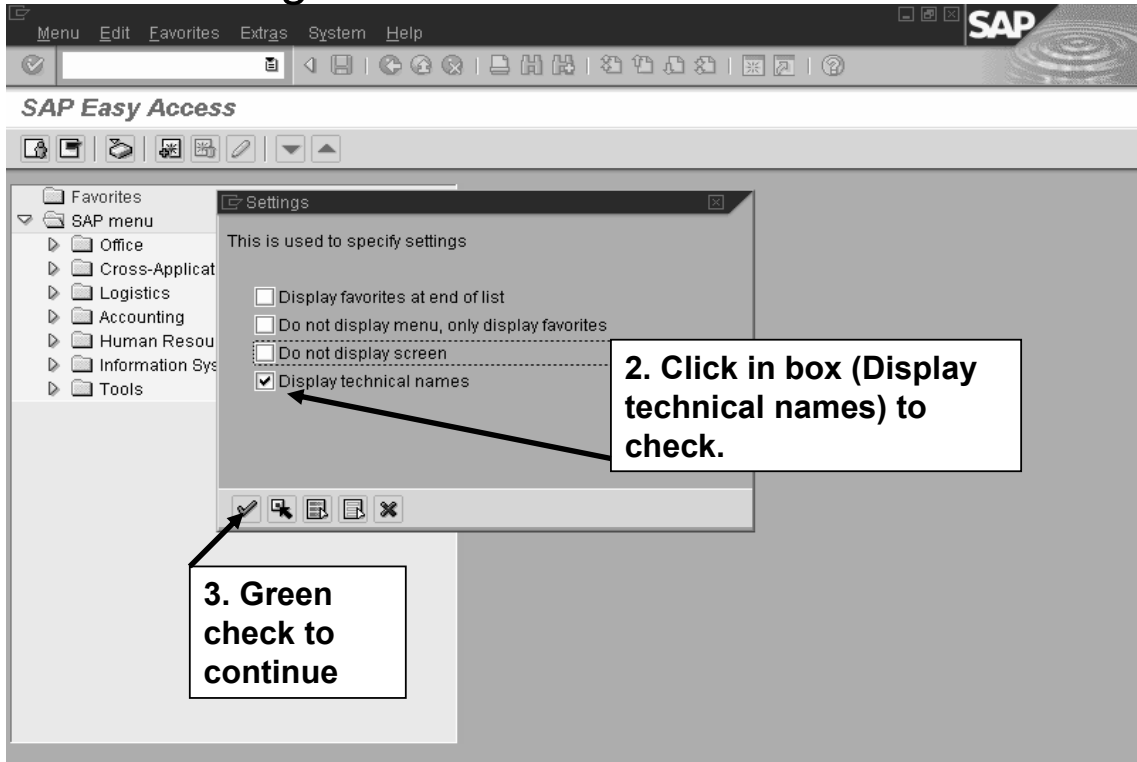 Menu Edit Favorites Extras System Help
SAP
SAP Easy Access
Favorites
SAP menu
Office
Cross-Applicat
Logistics
Accounting
Human Resou
Information Sys
Tools
Settings
This is used to specify settings
Display favorites at end of list
Do not display menu, only display favorites
Do not display screen
Display technical names
2. Click in box (Display
technical names) to
check.
3. Green
check to
continue